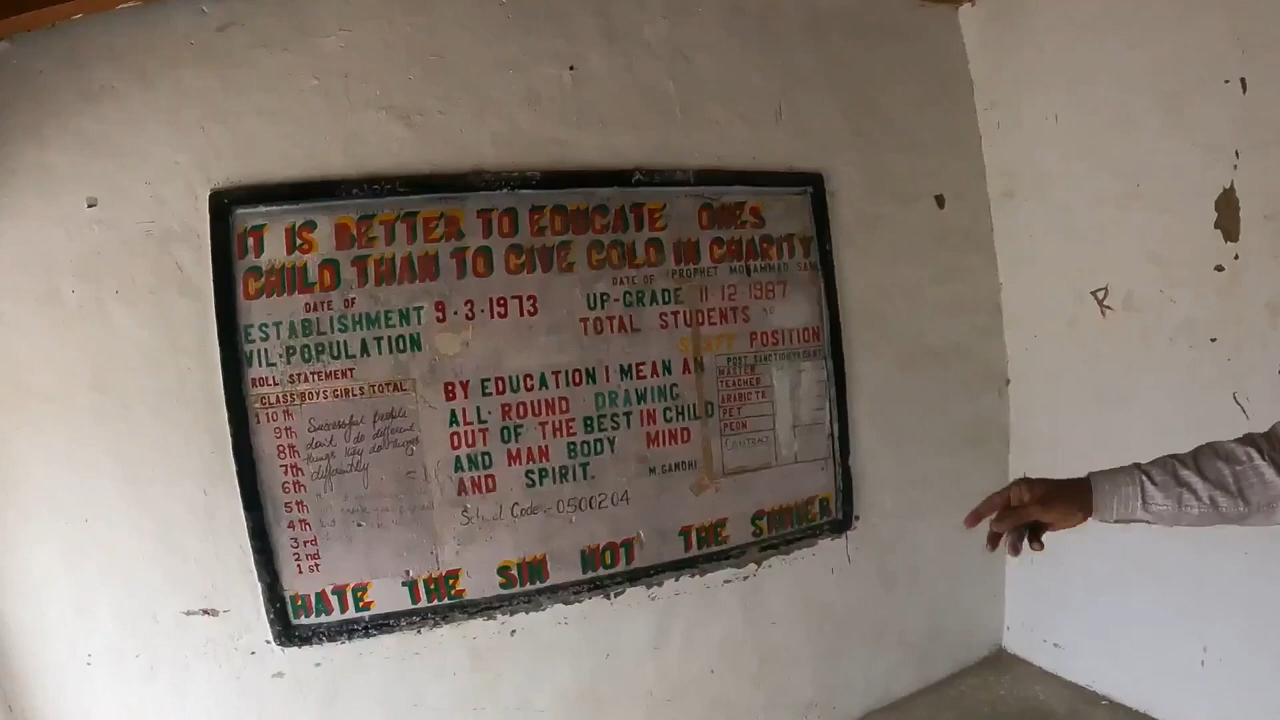 IT IS BETTER TO EDUCATE ONES
CHILD THAN TO GIVE GOLD IN CHARITY
PROPHET MOHAMMAD
DATE OF
ESTABLISHMENT 9·3·1973
DATE OF
UP-GRADE 11-12-1987
VIL·POPULATION
TOTAL STUDENTS
ROLL STATEMENT
CLASS BOYS GIRLS TOTAL
10 th
9th
8th
7th
6th
5th
4th
3rd
2nd
1st
Successful people
don't do different
things they do things
differently
BY EDUCATION I MEAN AN
ALL·ROUND DRAWING
OUT OF THE BEST IN CHILD
AND MAN BODY MIND
AND SPIRIT.
M.GANDHI
School Code:-0500204
STAFF POSITION
POST SANCTION VACANT
MASTER
TEACHER
ARABIC TR
PET
PEON
CONTRACT
HATE THE SIN NOT THE SINNER
R